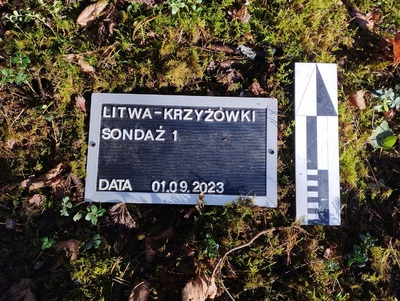 LITWA-KRZYŻÓWKI
SONDAŻ 1
DATA 01.09.2023